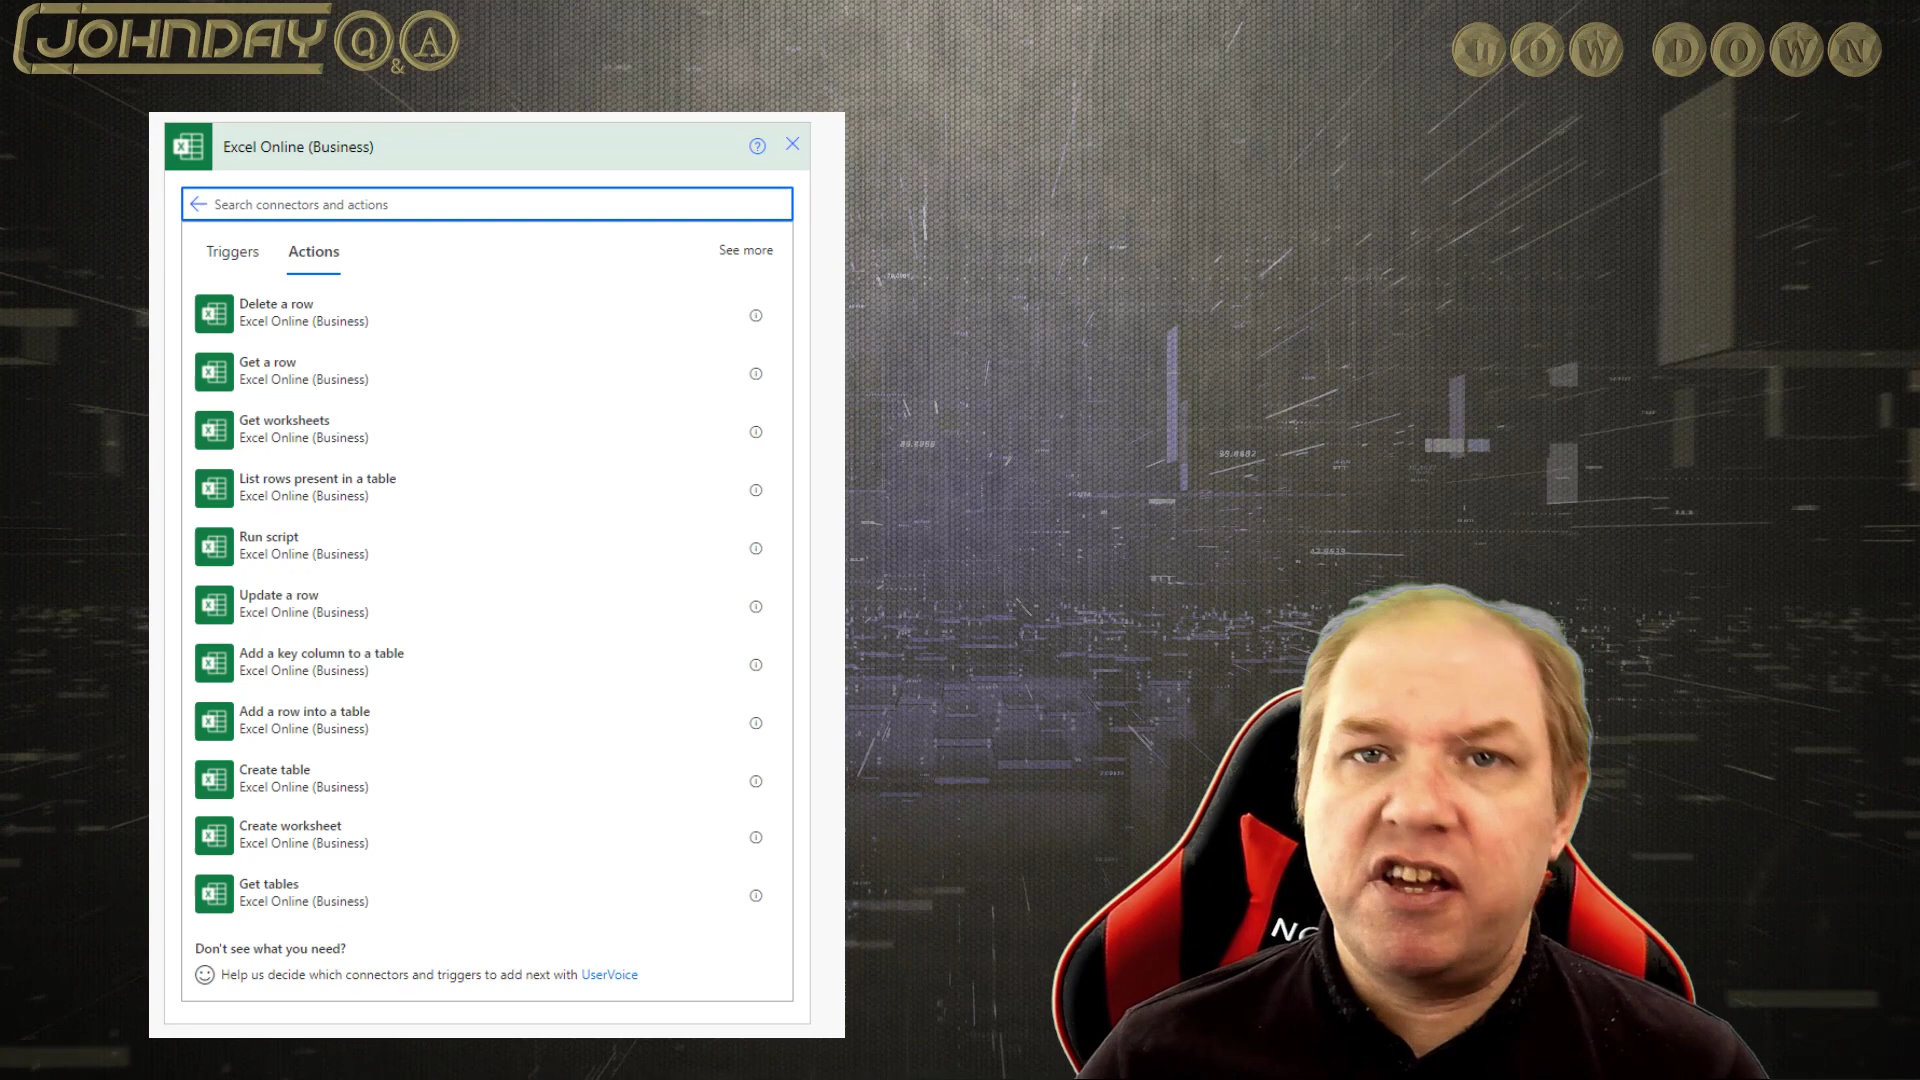 JOHNDAY Q&A
LOW DOWN
Excel Online (Business)
Search connectors and actions
Triggers
Actions
See more
Delete a row
Excel Online (Business)
Get a row
Excel Online (Business)
Get worksheets
Excel Online (Business)
List rows present in a table
Excel Online (Business)
Run script
Excel Online (Business)
Update a row
Excel Online (Business)
Add a key column to a table
Excel Online (Business)
Add a row into a table
Excel Online (Business)
Create table
Excel Online (Business)
Create worksheet
Excel Online (Business)
Get tables
Excel Online (Business)
Don't see what you need?
Help us decide which connectors and triggers to add next with UserVoice